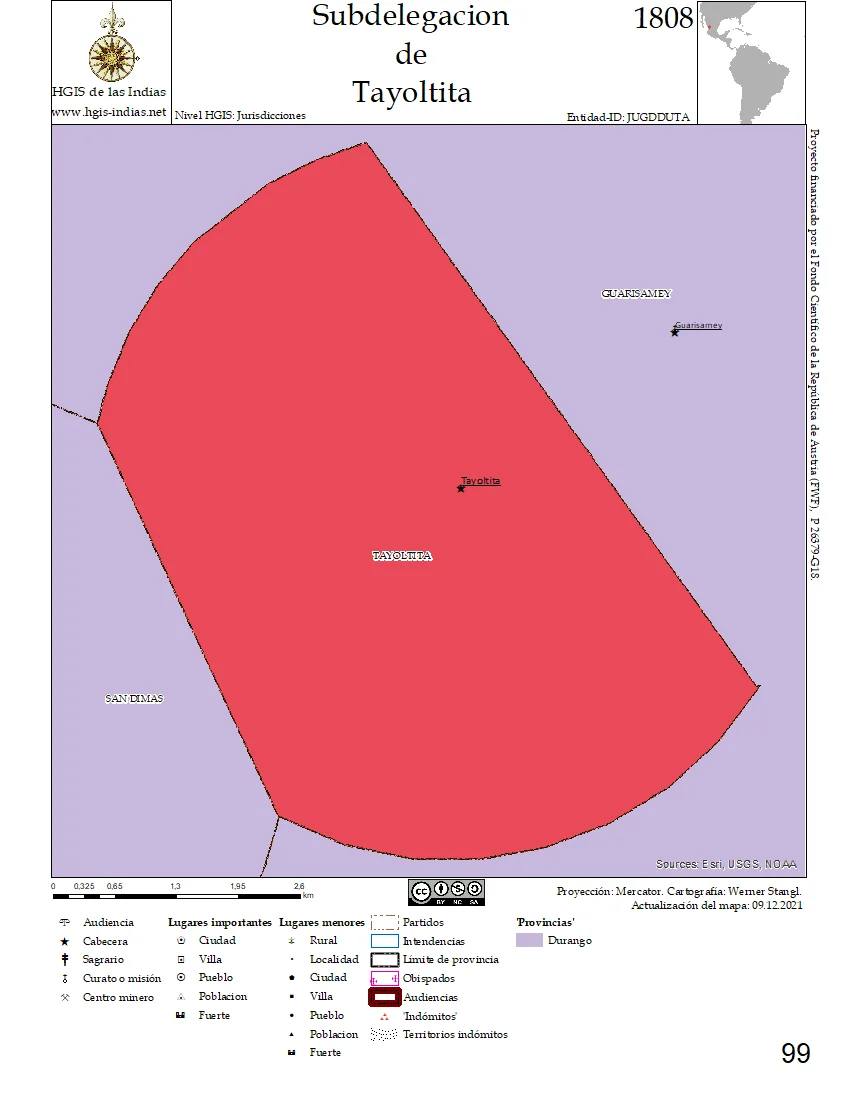 Subdelegacion
de
Tayoltita
1808
HGIS de las Indias
www.hgis-indias.net
Nivel HGIS: Jurisdicciones
Entidad-ID: JUGDDUTA
Proyecto financiado por el Fondo Científico de la República de Austria (FWF), P 26379-G18.
GUARISAMEY
Guarisamey
Tayoltita
TAYOLTITA
SAN DIMAS
Sources: Esri, USGS, NOAA
0 0,325 0,65 1,3 1,95 2,6
km
cc BY NC SA
Proyección: Mercator. Cartografía: Werner Stangl.
Actualización del mapa: 09.12.2021
Audiencia
Cabecera
Sagrario
Curato o misión
Centro minero
Lugares importantes
Ciudad
Villa
Pueblo
Poblacion
Fuerte
Lugares menores
Rural
Localidad
Ciudad
Villa
Pueblo
Poblacion
Fuerte
Partidos
Intendencias
Límite de provincia
Obispados
Audiencias
'Indómitos'
Territorios indómitos
'Provincias'
Durango
99